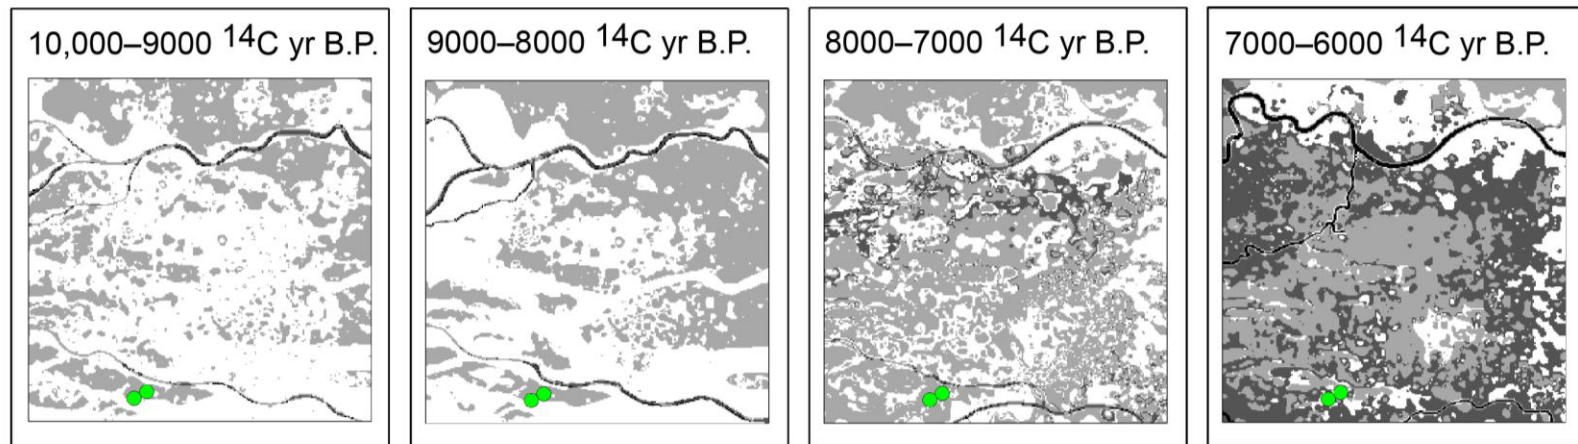 10,000–9000 ¹⁴C yr B.P.
9000–8000 ¹⁴C yr B.P.
8000–7000 ¹⁴C yr B.P.
7000–6000 ¹⁴C yr B.P.